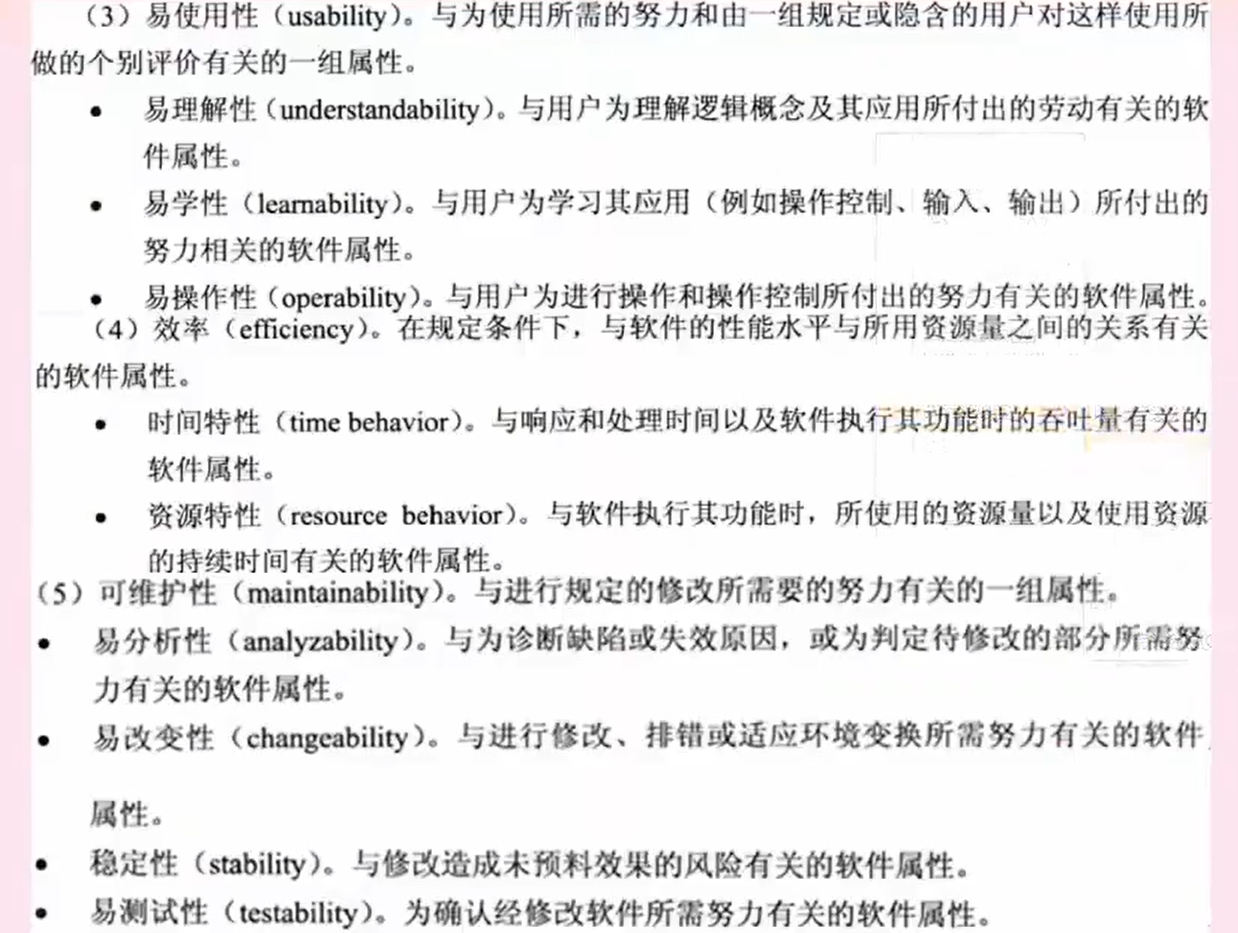 （3）易使用性（usability）。与为使用所需的努力和由一组规定或隐含的用户对这样使用所
做的个别评价有关的一组属性。
• 易理解性（understandability）。与用户为理解逻辑概念及其应用所付出的劳动有关的软
件属性。
• 易学性（learnability）。与用户为学习其应用（例如操作控制、输入、输出）所付出的
努力相关的软件属性。
• 易操作性（operability）。与用户为进行操作和操作控制所付出的努力有关的软件属性。
（4）效率（efficiency）。在规定条件下，与软件的性能水平与所用资源量之间的关系有关
的软件属性。
• 时间特性（time behavior）。与响应和处理时间以及软件执行其功能时的吞吐量有关的
软件属性。
• 资源特性（resource behavior）。与软件执行其功能时，所使用的资源量以及使用资源
的持续时间有关的软件属性。
（5）可维护性（maintainability）。与进行规定的修改所需要的努力有关的一组属性。
• 易分析性（analyzability）。与为诊断缺陷或失效原因，或为判定待修改的部分所需努
力有关的软件属性。
• 易改变性（changeability）。与进行修改、排错或适应环境变换所需努力有关的软件
属性。
• 稳定性（stability）。与修改造成未预料效果的风险有关的软件属性。
• 易测试性（testability）。为确认经修改软件所需努力有关的软件属性。